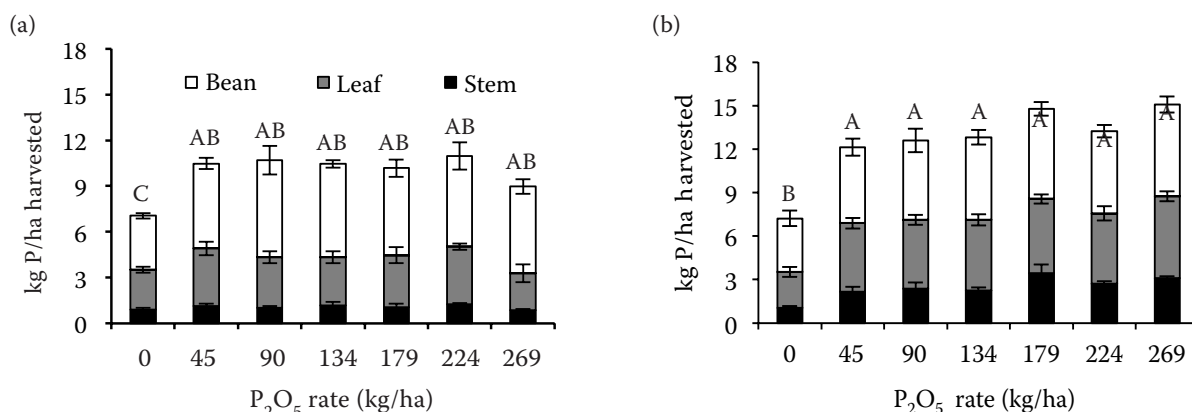 (a)
18
15
12
9
6
3
0
kg P/ha harvested
Bean Leaf Stem
C AB AB AB AB AB AB
0 45 90 134 179 224 269
P₂O₅ rate (kg/ha)
(b)
18
15
12
9
6
3
0
kg P/ha harvested
B A A A A A A
0 45 90 134 179 224 269
P₂O₅ rate (kg/ha)